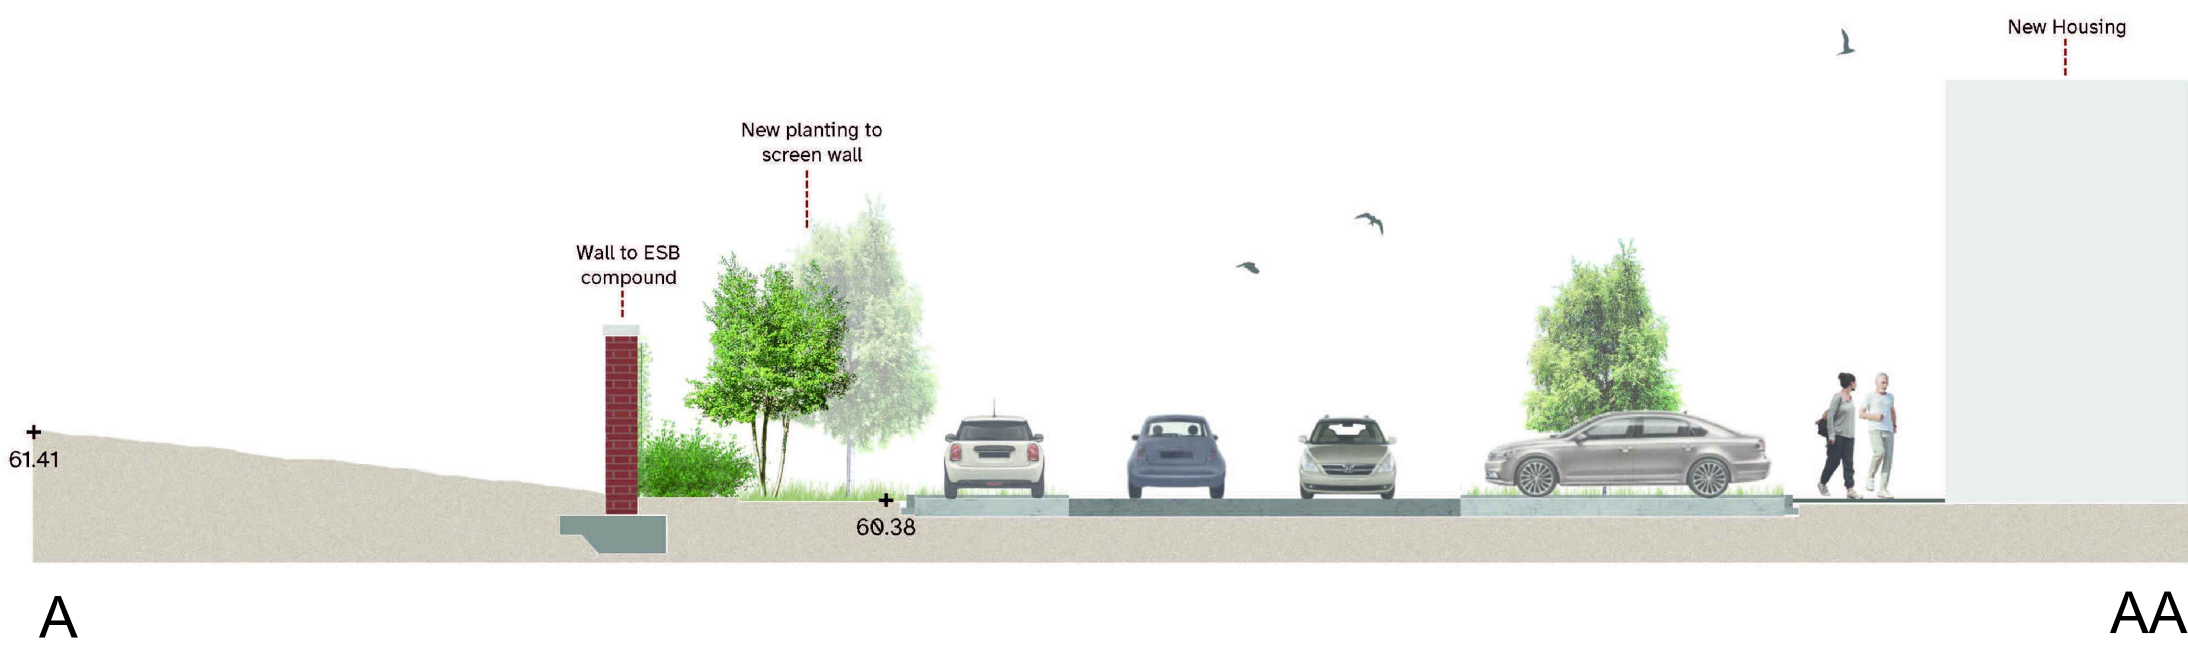 New Housing
New planting to
screen wall
Wall to ESB
compound
61.41
60.38
A
AA